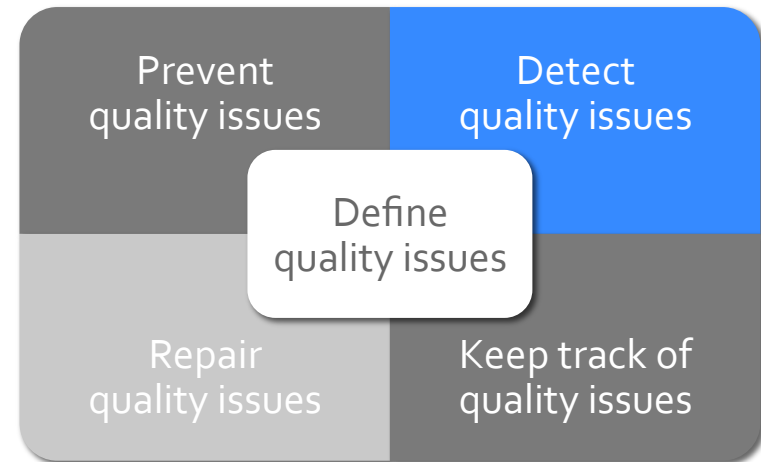 Prevent
quality issues
Detect
quality issues
Define
quality issues
Repair
quality issues
Keep track of
quality issues